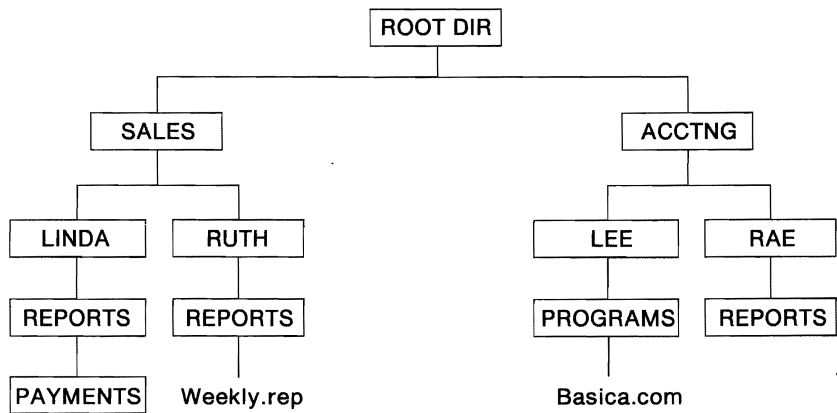 ROOT DIR
SALES ACCTNG
LINDA RUTH LEE RAE
REPORTS REPORTS PROGRAMS REPORTS
PAYMENTS Weekly.rep Basica.com